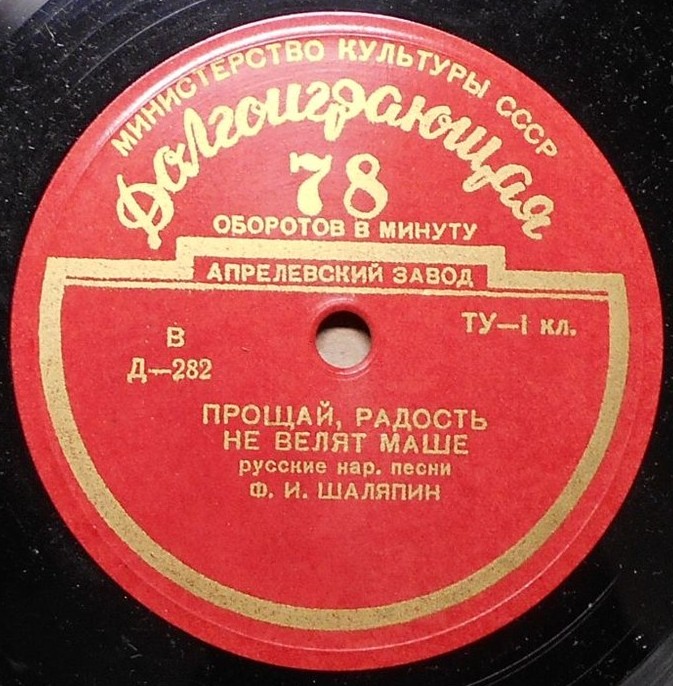 МИНИСТЕРСТВО КУЛЬТУРЫ СССР
Долгоиграющая
78
ОБОРОТОВ В МИНУТУ
АПРЕЛЕВСКИЙ ЗАВОД
В
Д—282
ТУ—1 кл.
ПРОЩАЙ, РАДОСТЬ
НЕ ВЕЛЯТ МАШЕ
русские нар. песни
Ф. И. ШАЛЯПИН